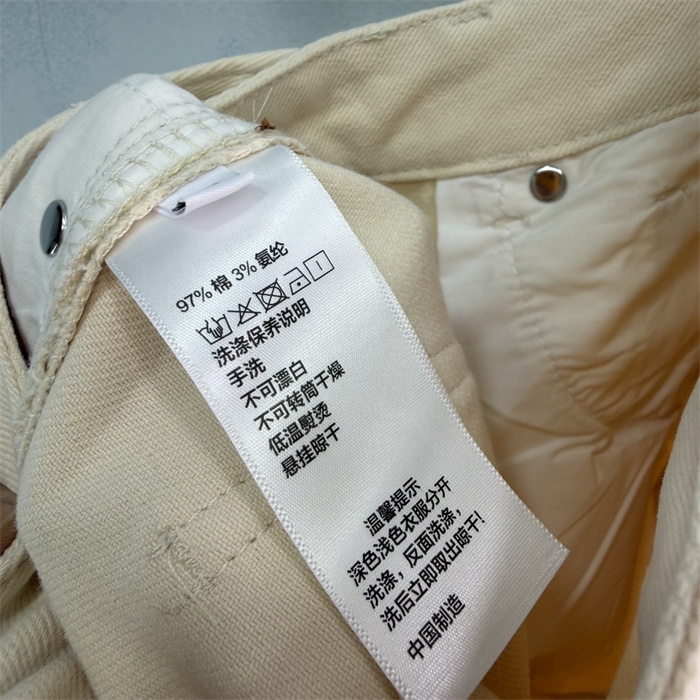 97% 棉 3% 氨纶
洗涤保养说明
手洗
不可漂白
不可转筒干燥
低温熨烫
悬挂晾干
温馨提示
深色浅色衣服分开
洗涤，反面洗涤，
洗后立即取出晾干!
中国制造